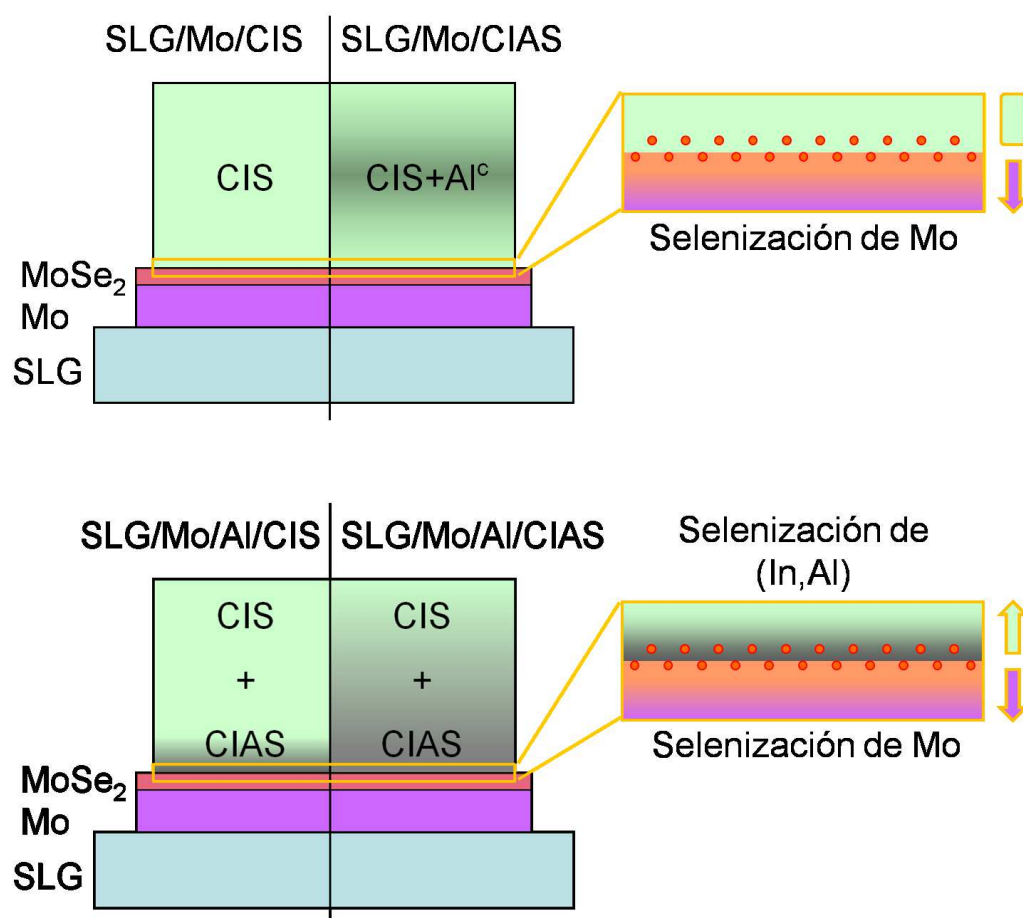 SLG/Mo/CIS SLG/Mo/CIAS
CIS CIS+Alᶜ
MoSe₂
Mo
SLG
Selenización de Mo
SLG/Mo/Al/CIS SLG/Mo/Al/CIAS
CIS CIS
+ +
CIAS CIAS
MoSe₂
Mo
SLG
Selenización de
(In,Al)
Selenización de Mo